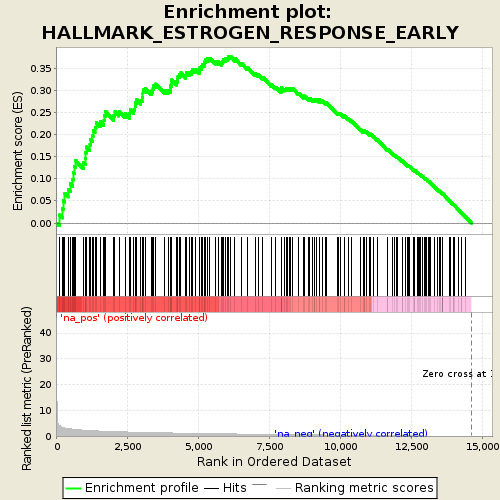 Enrichment plot:
HALLMARK_ESTROGEN_RESPONSE_EARLY
Enrichment score (ES)
0.35
0.30
0.25
0.20
0.15
0.10
0.05
0.00
'na_pos' (positively correlated)
Ranked list metric (PreRanked)
40
30
20
10
0
Zero cross at
'na_neg' (negatively correlated)
0
2,500
5,000
7,500
10,000
12,500
15,000
Rank in Ordered Dataset
Enrichment profile
Hits
Ranking metric scores